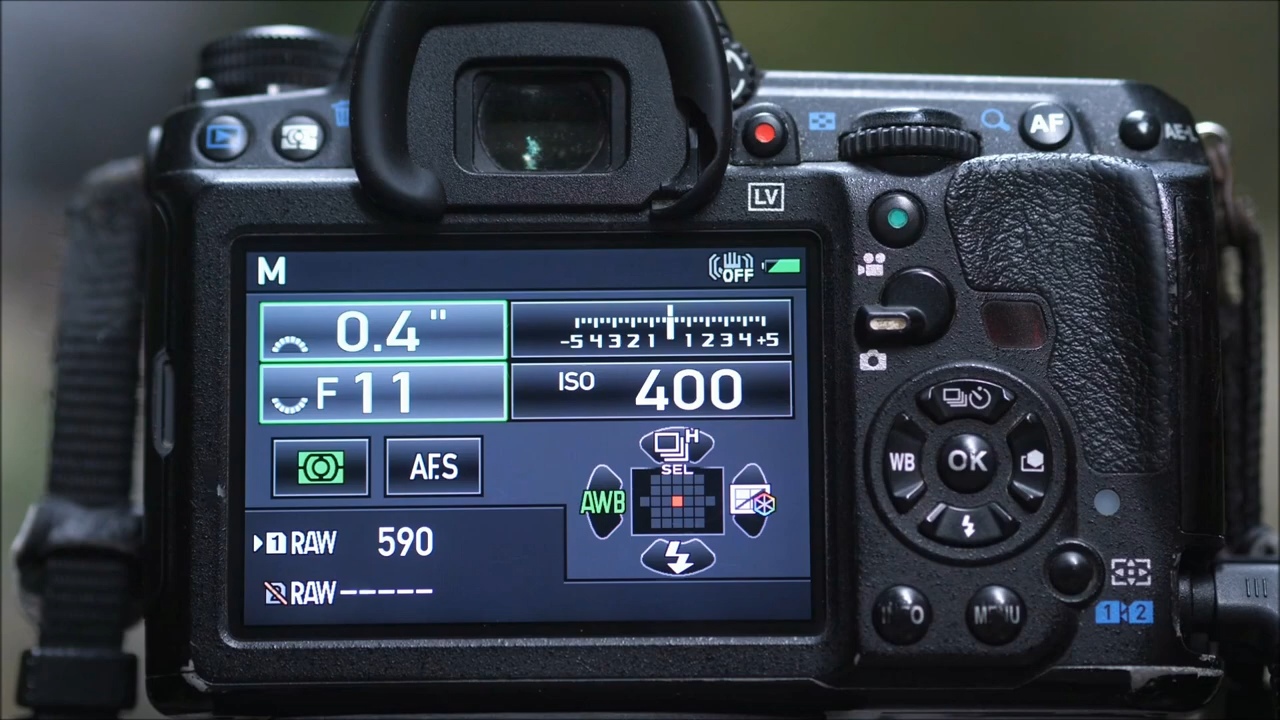 AF
AE-L
LV
M
OFF
0.4"
-5 4 3 2 1 1 2 3 4 +5
F 11
ISO 400
AF.S
H
SEL
AWB
1 RAW 590
2 RAW -----
WB
OK
INFO
MENU
1 2